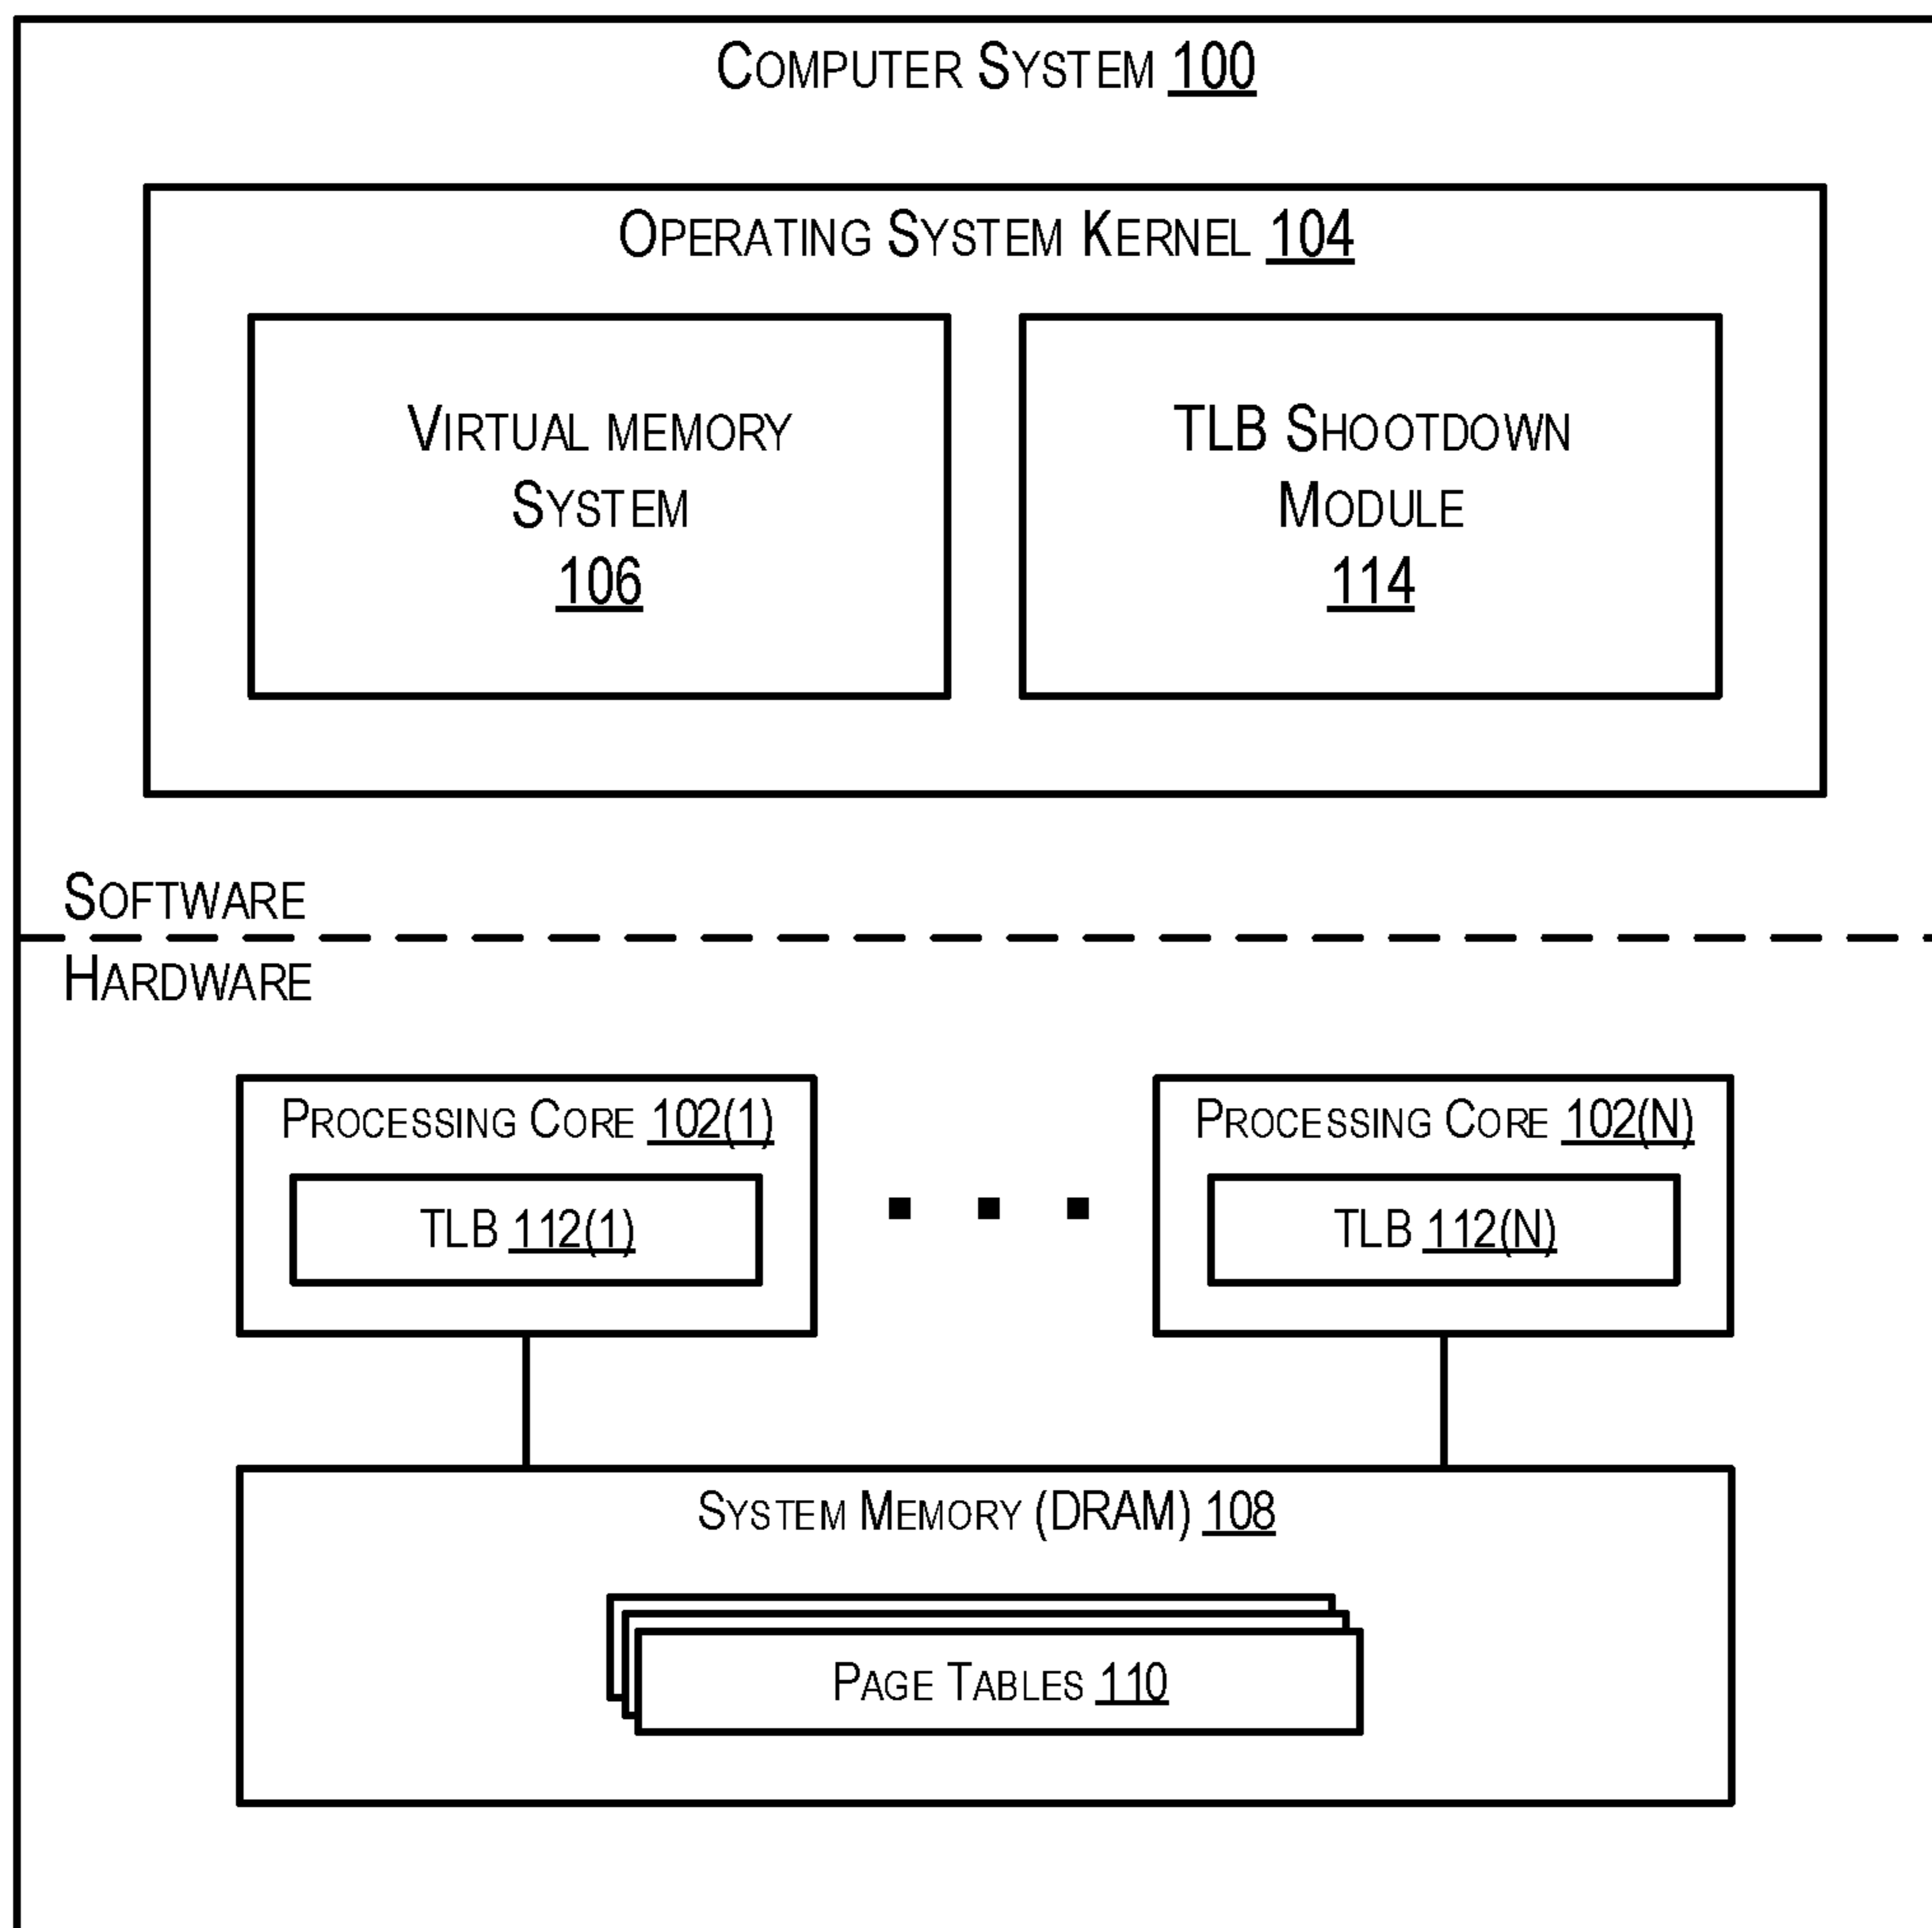 COMPUTER SYSTEM 100
OPERATING SYSTEM KERNEL 104
VIRTUAL MEMORY
SYSTEM
106
TLB SHOOTDOWN
MODULE
114
SOFTWARE
HARDWARE
PROCESSING CORE 102(1)
TLB 112(1)
PROCESSING CORE 102(N)
TLB 112(N)
SYSTEM MEMORY (DRAM) 108
PAGE TABLES 110